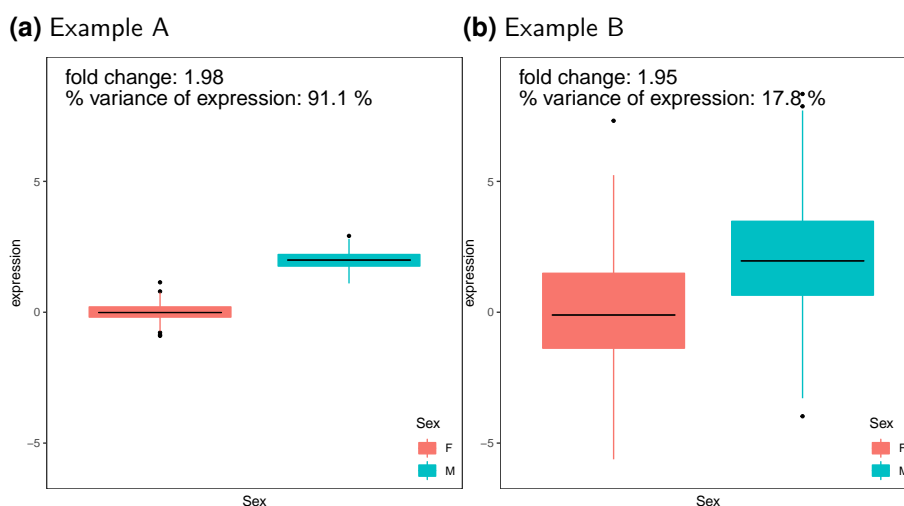 (a) Example A
fold change: 1.98
% variance of expression: 91.1 %
5
0
−5
expression
Sex
Sex
F
M
(b) Example B
fold change: 1.95
% variance of expression: 17.8 %
5
0
−5
expression
Sex
Sex
F
M